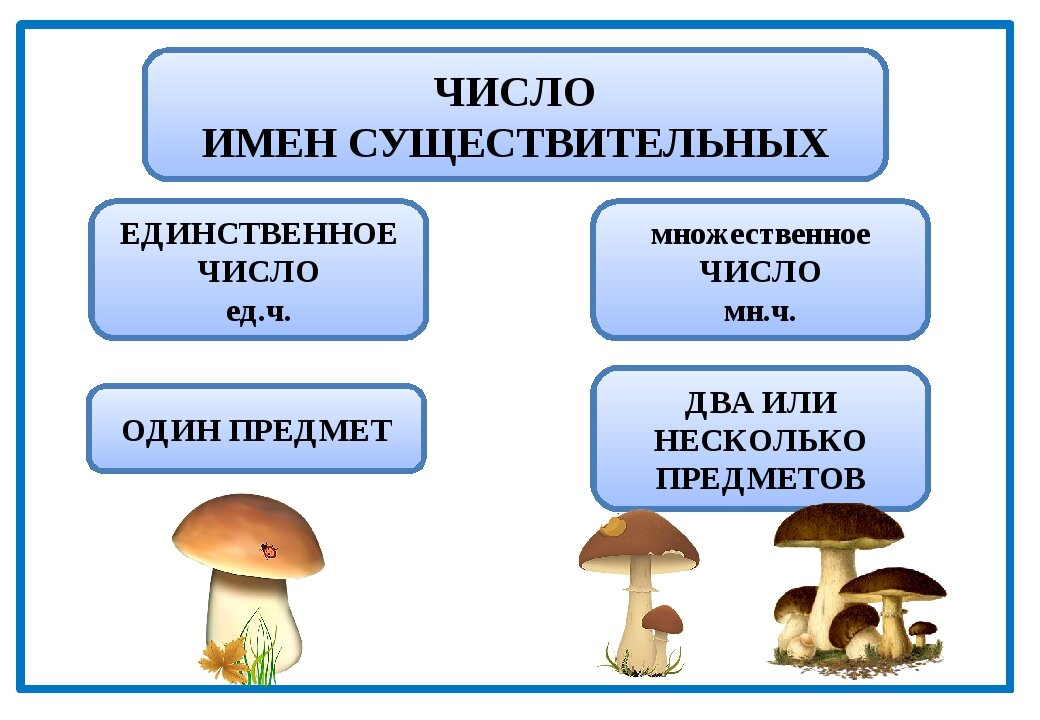 ЧИСЛО
ИМЕН СУЩЕСТВИТЕЛЬНЫХ
ЕДИНСТВЕННОЕ
ЧИСЛО
ед.ч.
множественное
ЧИСЛО
мн.ч.
ОДИН ПРЕДМЕТ
ДВА ИЛИ
НЕСКОЛЬКО
ПРЕДМЕТОВ